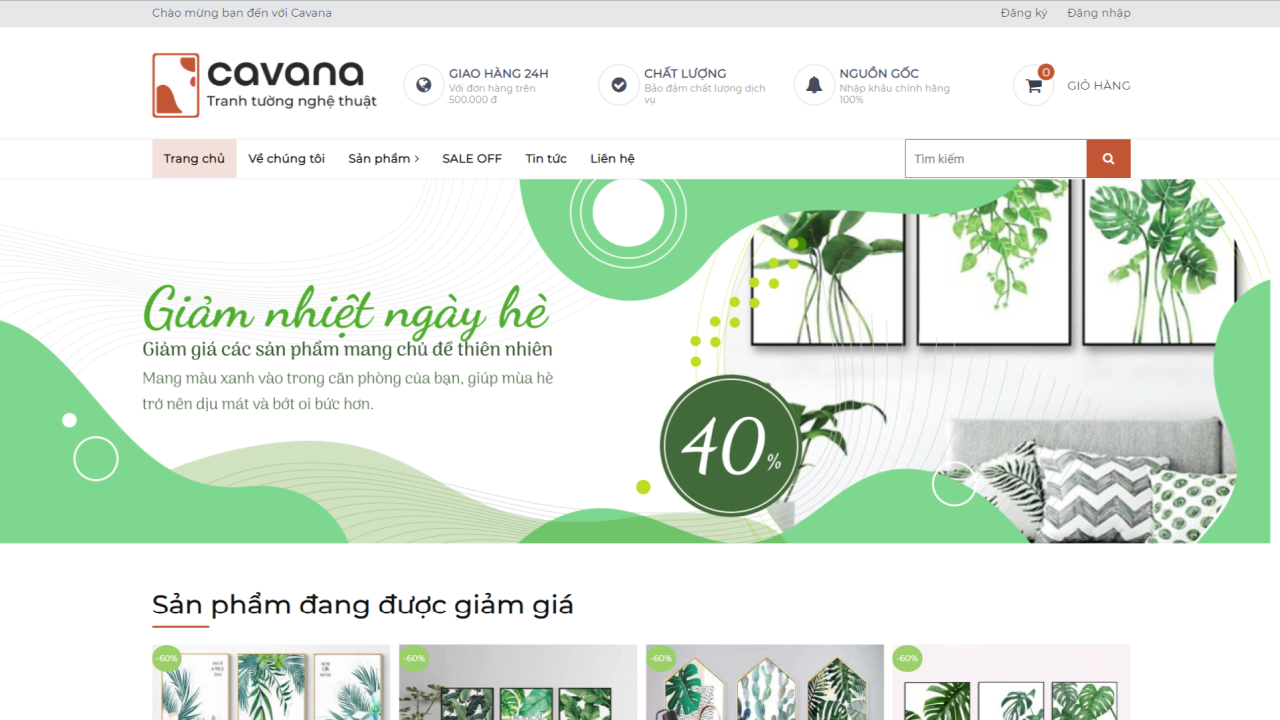 Chào mừng bạn đến với Cavana
Đăng ký
Đăng nhập
cavana
Tranh tường nghệ thuật
GIAO HÀNG 24H
Với đơn hàng trên
500.000 đ
CHẤT LƯỢNG
Bảo đảm chất lượng dịch
vụ
NGUỒN GỐC
Nhập khẩu chính hãng
100%
0
GIỎ HÀNG
Trang chủ
Về chúng tôi
Sản phẩm
SALE OFF
Tin tức
Liên hệ
Tìm kiếm
Giảm nhiệt ngày hè
Giảm giá các sản phẩm mang chủ đề thiên nhiên
Mang màu xanh vào trong căn phòng của bạn, giúp mùa hè
trở nên dịu mát và bớt oi bức hơn.
40%
Sản phẩm đang được giảm giá
-60%
-60%
-60%
-60%